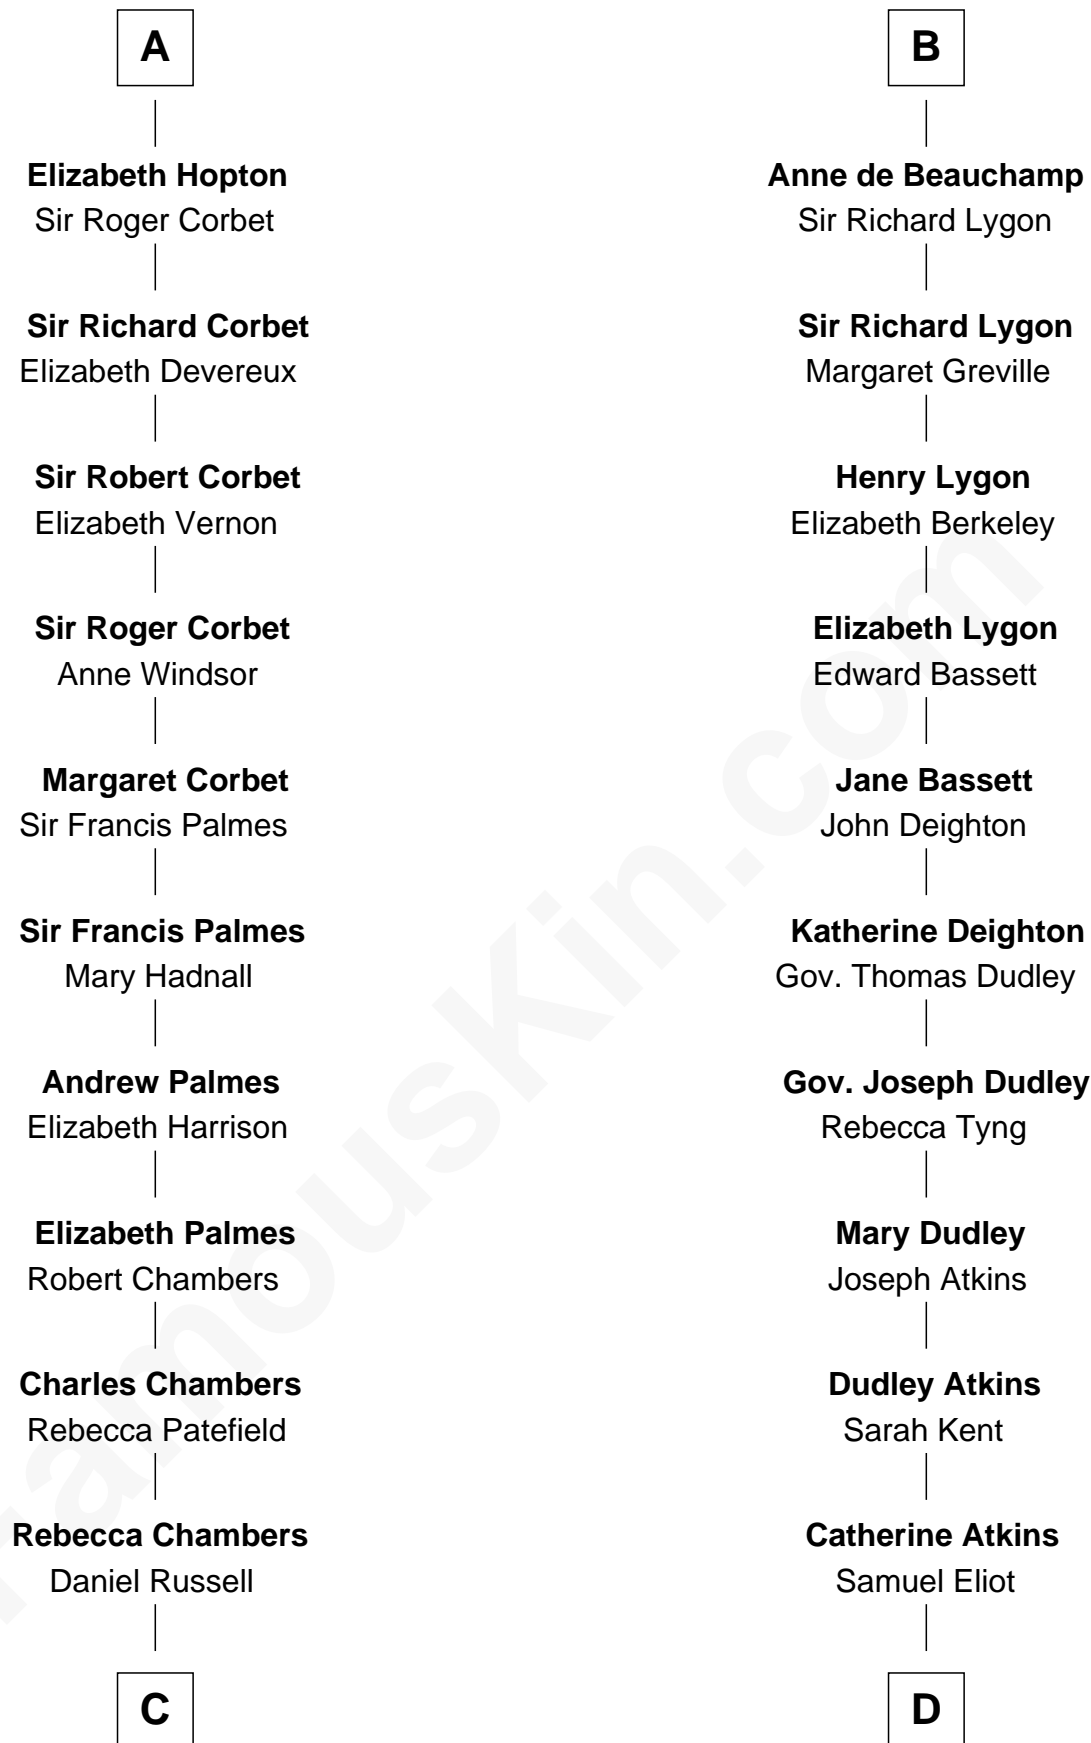 A
Elizabeth Hopton
Sir Roger Corbet
Sir Richard Corbet
Elizabeth Devereux
Sir Robert Corbet
Elizabeth Vernon
Sir Roger Corbet
Anne Windsor
Margaret Corbet
Sir Francis Palmes
Sir Francis Palmes
Mary Hadnall
Andrew Palmes
Elizabeth Harrison
Elizabeth Palmes
Robert Chambers
Charles Chambers
Rebecca Patefield
Rebecca Chambers
Daniel Russell
C
B
Anne de Beauchamp
Sir Richard Lygon
Sir Richard Lygon
Margaret Greville
Henry Lygon
Elizabeth Berkeley
Elizabeth Lygon
Edward Bassett
Jane Bassett
John Deighton
Katherine Deighton
Gov. Thomas Dudley
Gov. Joseph Dudley
Rebecca Tyng
Mary Dudley
Joseph Atkins
Dudley Atkins
Sarah Kent
Catherine Atkins
Samuel Eliot
D
FamousKin.com